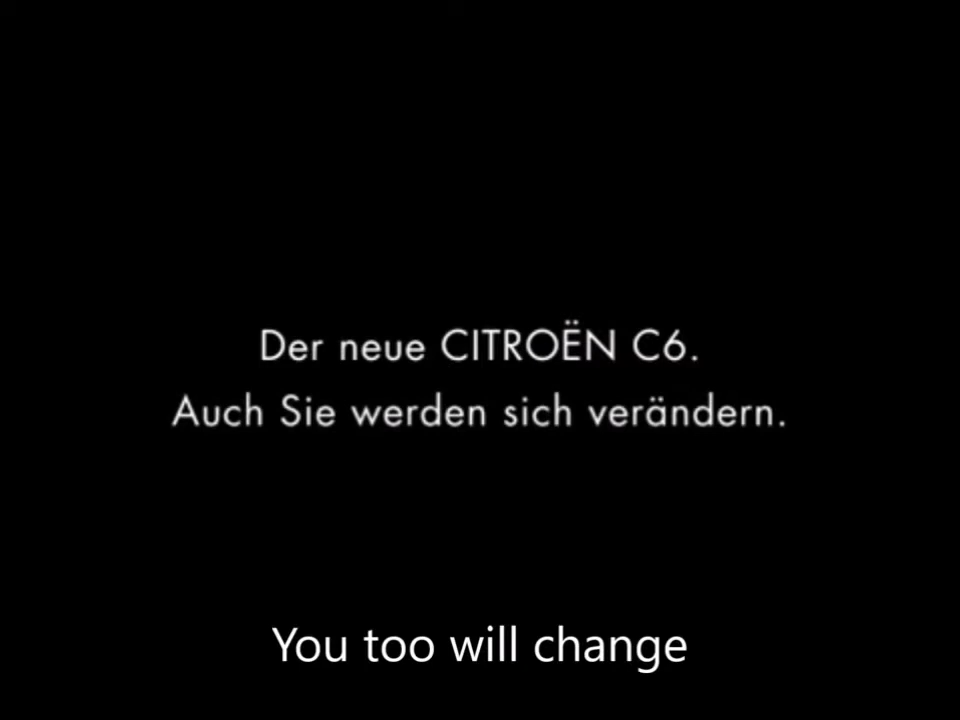 Der neue CITROËN C6.
Auch Sie werden sich verändern.
You too will change